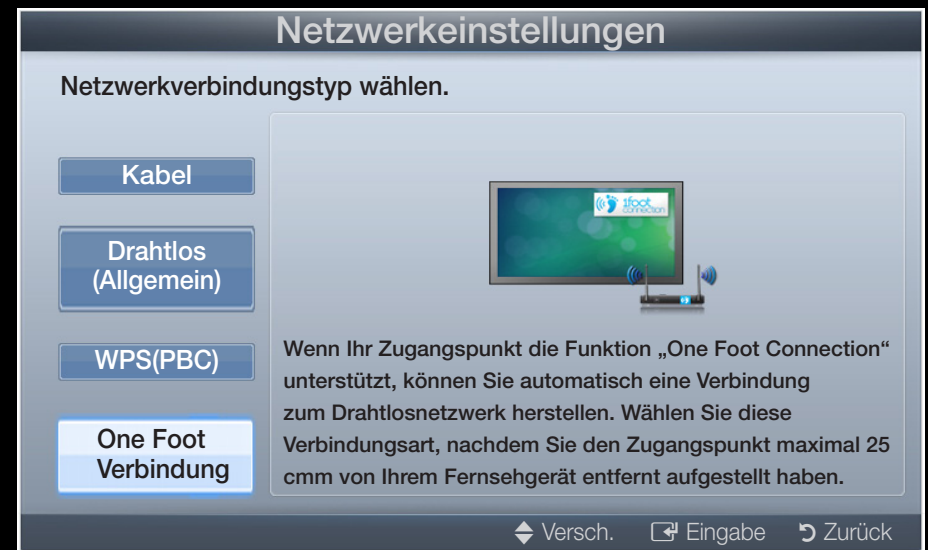 Netzwerkeinstellungen
Netzwerkverbindungstyp wählen.
Kabel
Drahtlos
(Allgemein)
WPS(PBC)
One Foot
Verbindung
1foot
connection
Wenn Ihr Zugangspunkt die Funktion „One Foot Connection“
unterstützt, können Sie automatisch eine Verbindung
zum Drahtlosnetzwerk herstellen. Wählen Sie diese
Verbindungsart, nachdem Sie den Zugangspunkt maximal 25
cmm von Ihrem Fernsehgerät entfernt aufgestellt haben.
Versch. Eingabe Zurück